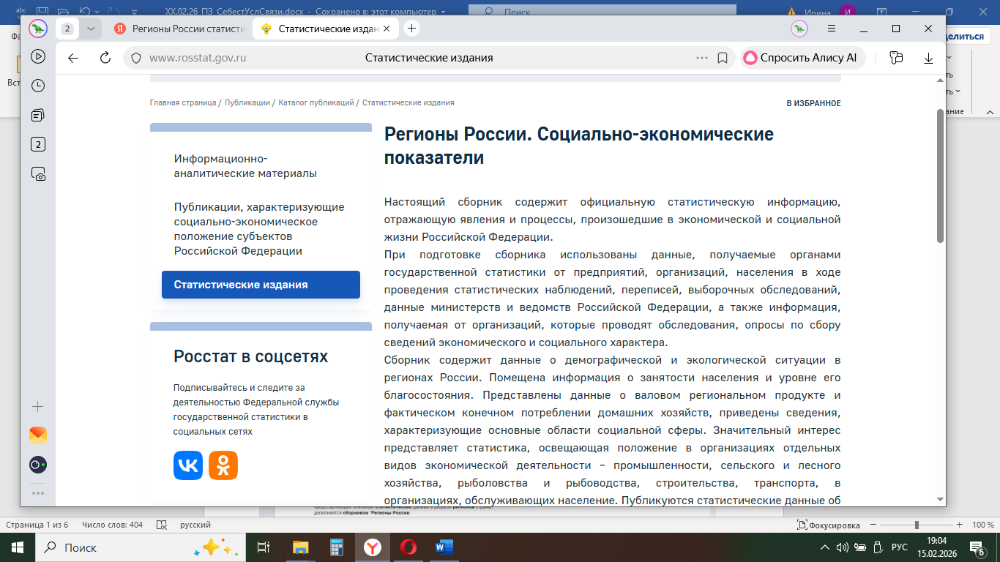 XX.02.26_ПЗ_СебестУслСвязи.docx - Сохранено в: этот компьютер
Поиск
Ирина
И
2
Регионы России статисти
Статистические издан
www.rosstat.gov.ru
Статистические издания
Спросить Алису AI
2
Главная страница / Публикации / Каталог публикаций / Статистические издания
В ИЗБРАННОЕ
Информационно-
аналитические материалы
Публикации, характеризующие
социально-экономическое
положение субъектов
Российской Федерации
Статистические издания
Росстат в соцсетях
Подписывайтесь и следите за
деятельностью Федеральной службы
государственной статистики в
социальных сетях
Регионы России. Социально-экономические
показатели
Настоящий сборник содержит официальную статистическую информацию,
отражающую явления и процессы, произошедшие в экономической и социальной
жизни Российской Федерации.
При подготовке сборника использованы данные, получаемые органами
государственной статистики от предприятий, организаций, населения в ходе
проведения статистических наблюдений, переписей, выборочных обследований,
данные министерств и ведомств Российской Федерации, а также информация,
получаемая от организаций, которые проводят обследования, опросы по сбору
сведений экономического и социального характера.
Сборник содержит данные о демографической и экологической ситуации в
регионах России. Помещена информация о занятости населения и уровне его
благосостояния. Представлены данные о валовом региональном продукте и
фактическом конечном потреблении домашних хозяйств, приведены сведения,
характеризующие основные области социальной сферы. Значительный интерес
представляет статистика, освещающая положение в организациях отдельных
видов экономической деятельности – промышленности, сельского и лесного
хозяйства, рыболовства и рыбоводства, строительства, транспорта, в
организациях, обслуживающих население. Публикуются статистические данные об
дополняется сборником "Регионы России.
Страница 1 из 6 Число слов: 404 русский
Фокусировка
100 %
Поиск
РУС
19:04
15.02.2026
6